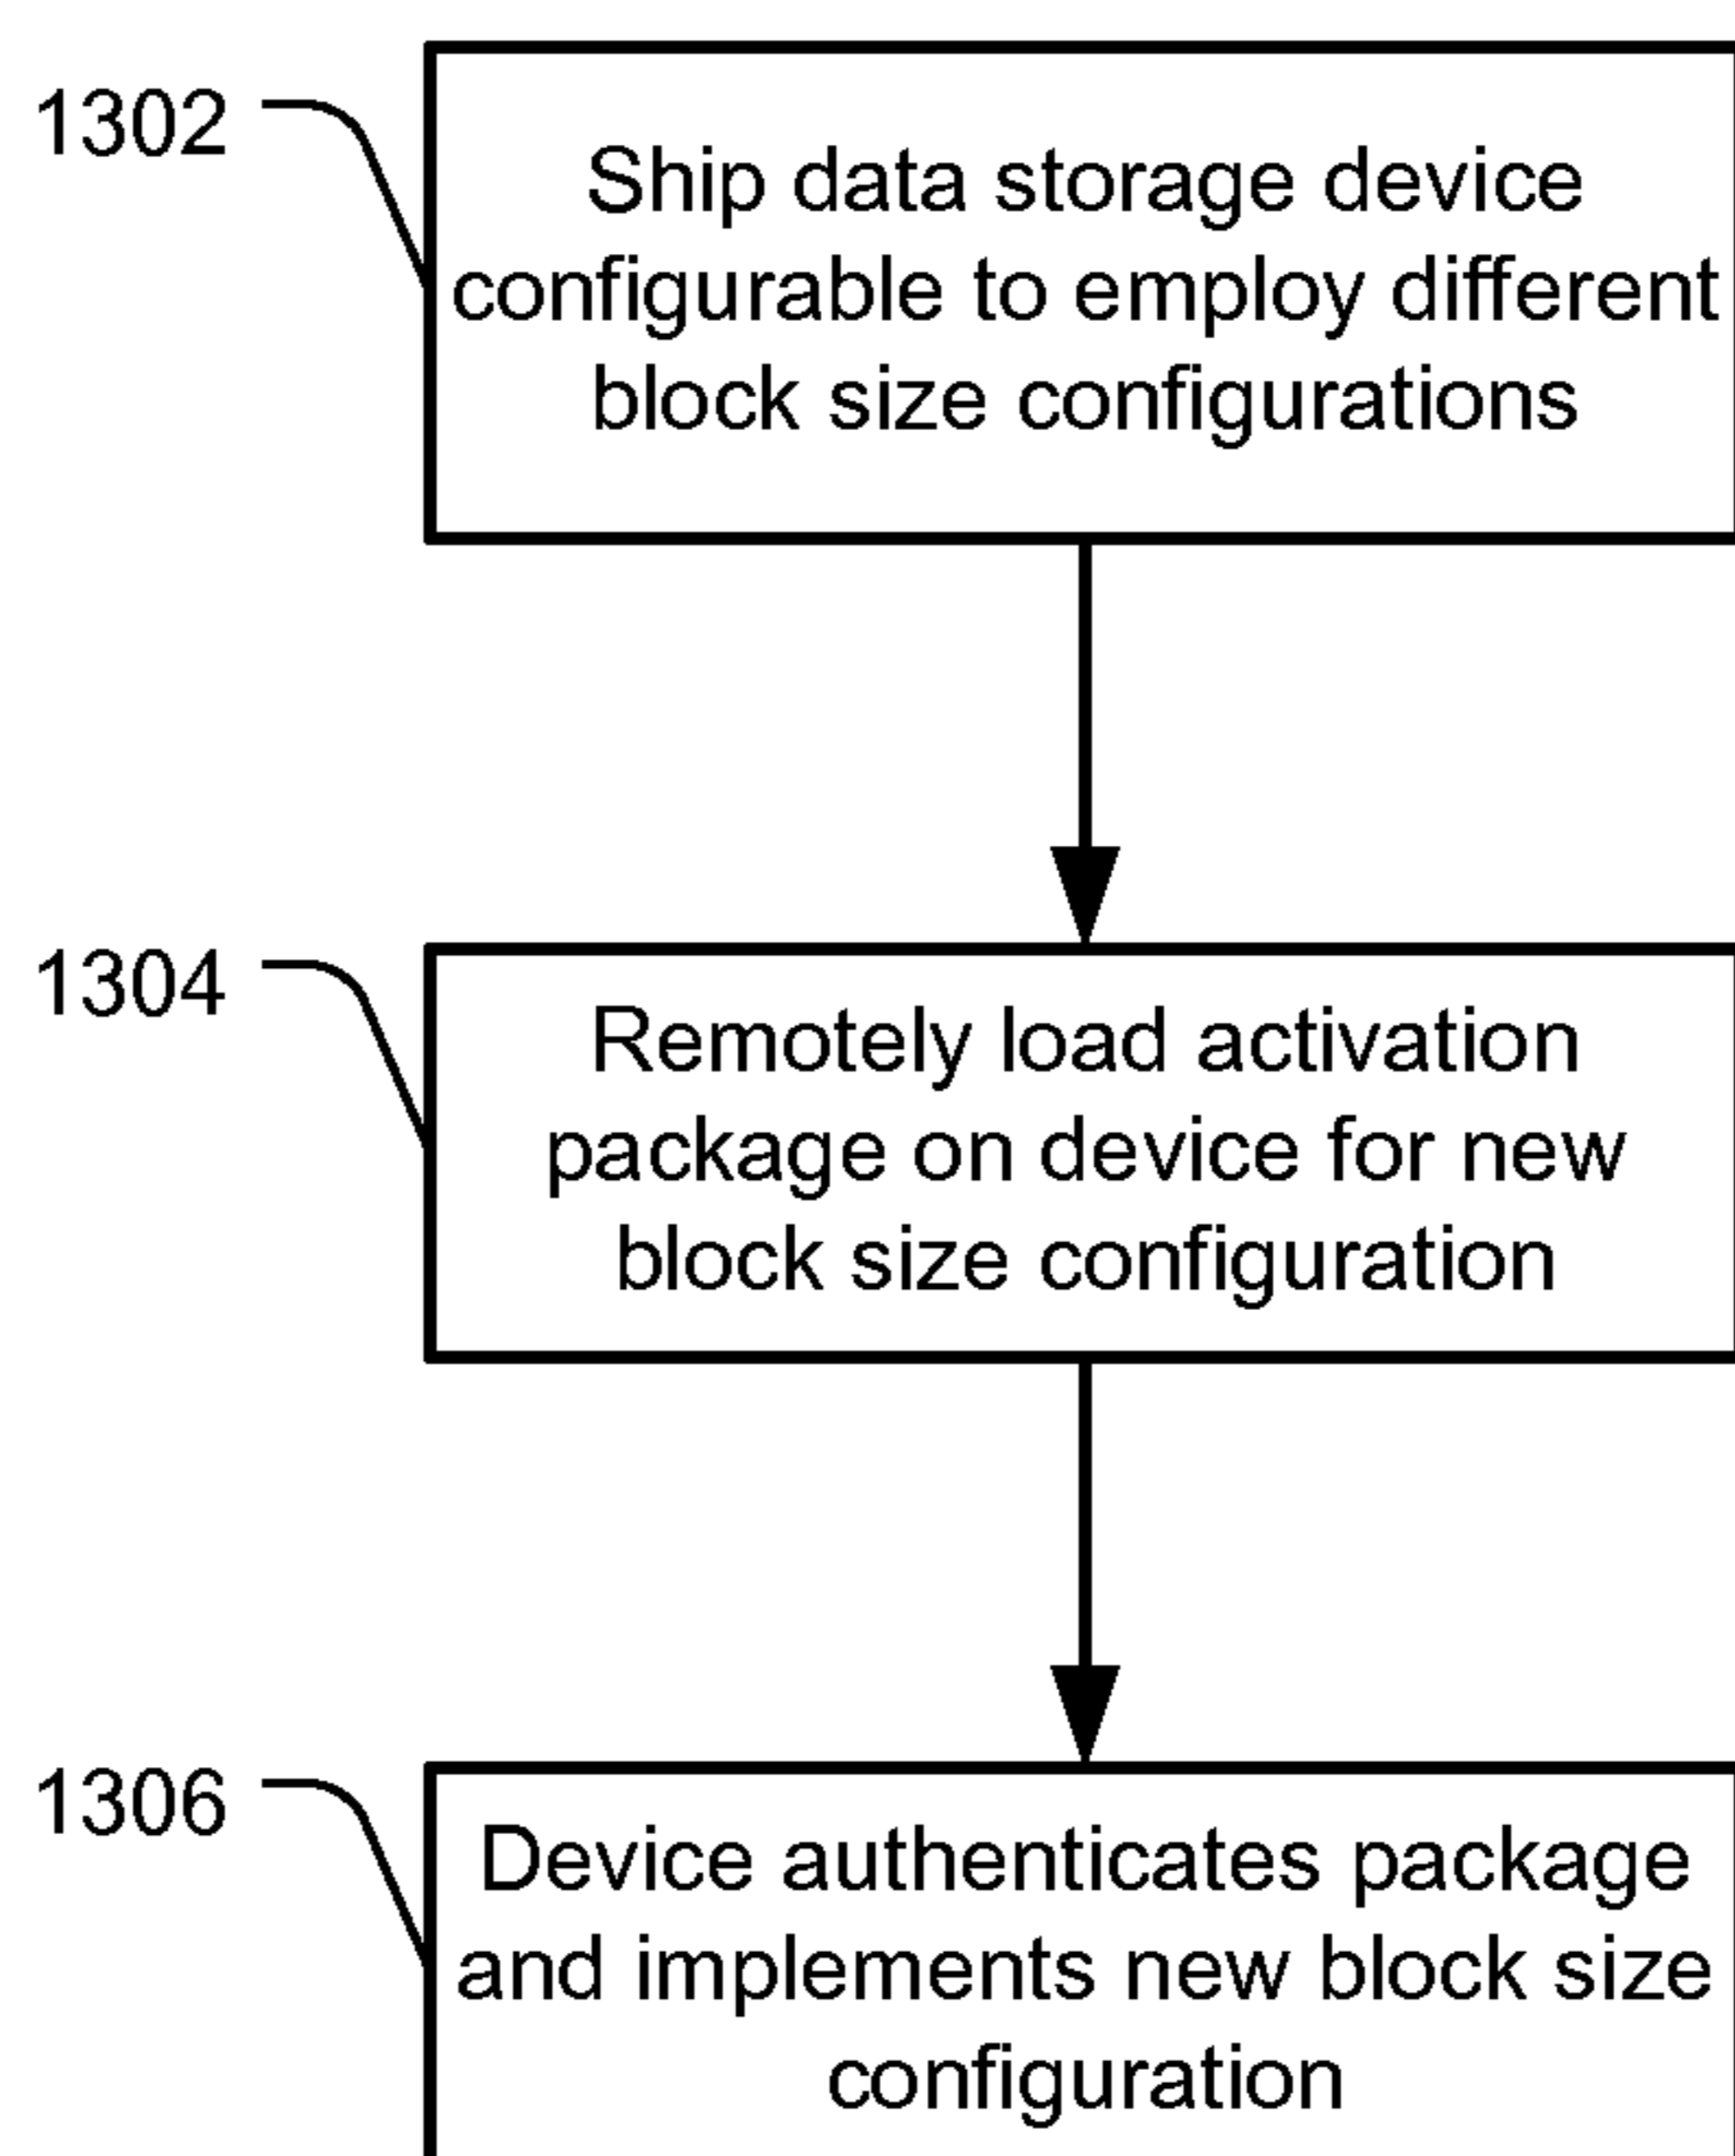 1302
Ship data storage device
configurable to employ different
block size configurations
1304
Remotely load activation
package on device for new
block size configuration
1306
Device authenticates package
and implements new block size
configuration